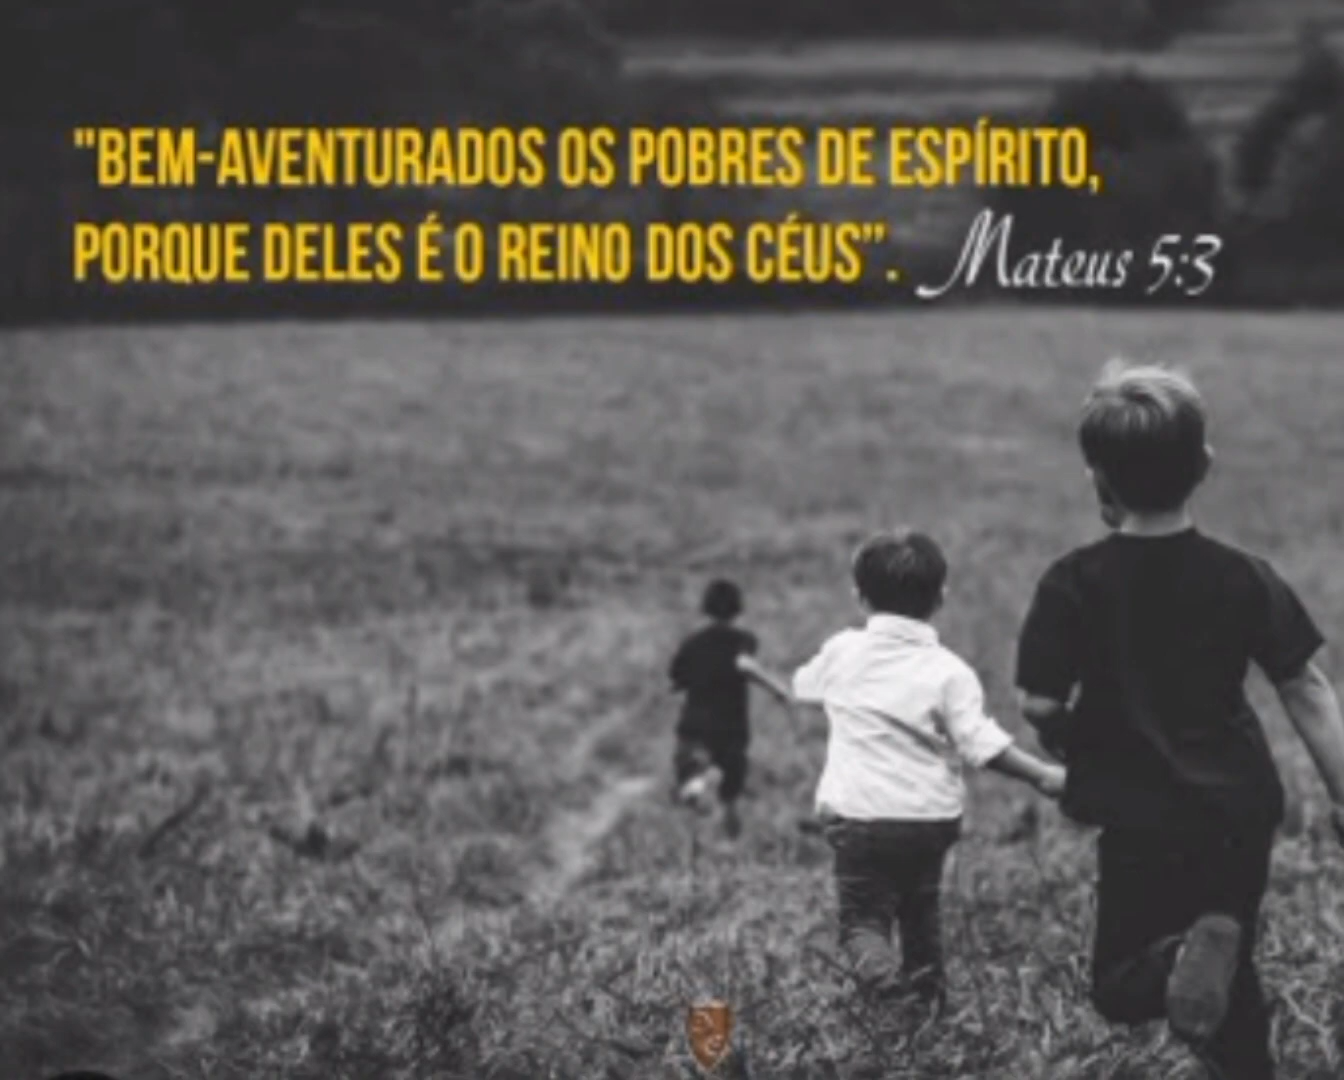 "BEM-AVENTURADOS OS POBRES DE ESPÍRITO,
PORQUE DELES É O REINO DOS CÉUS”. Mateus 5:3